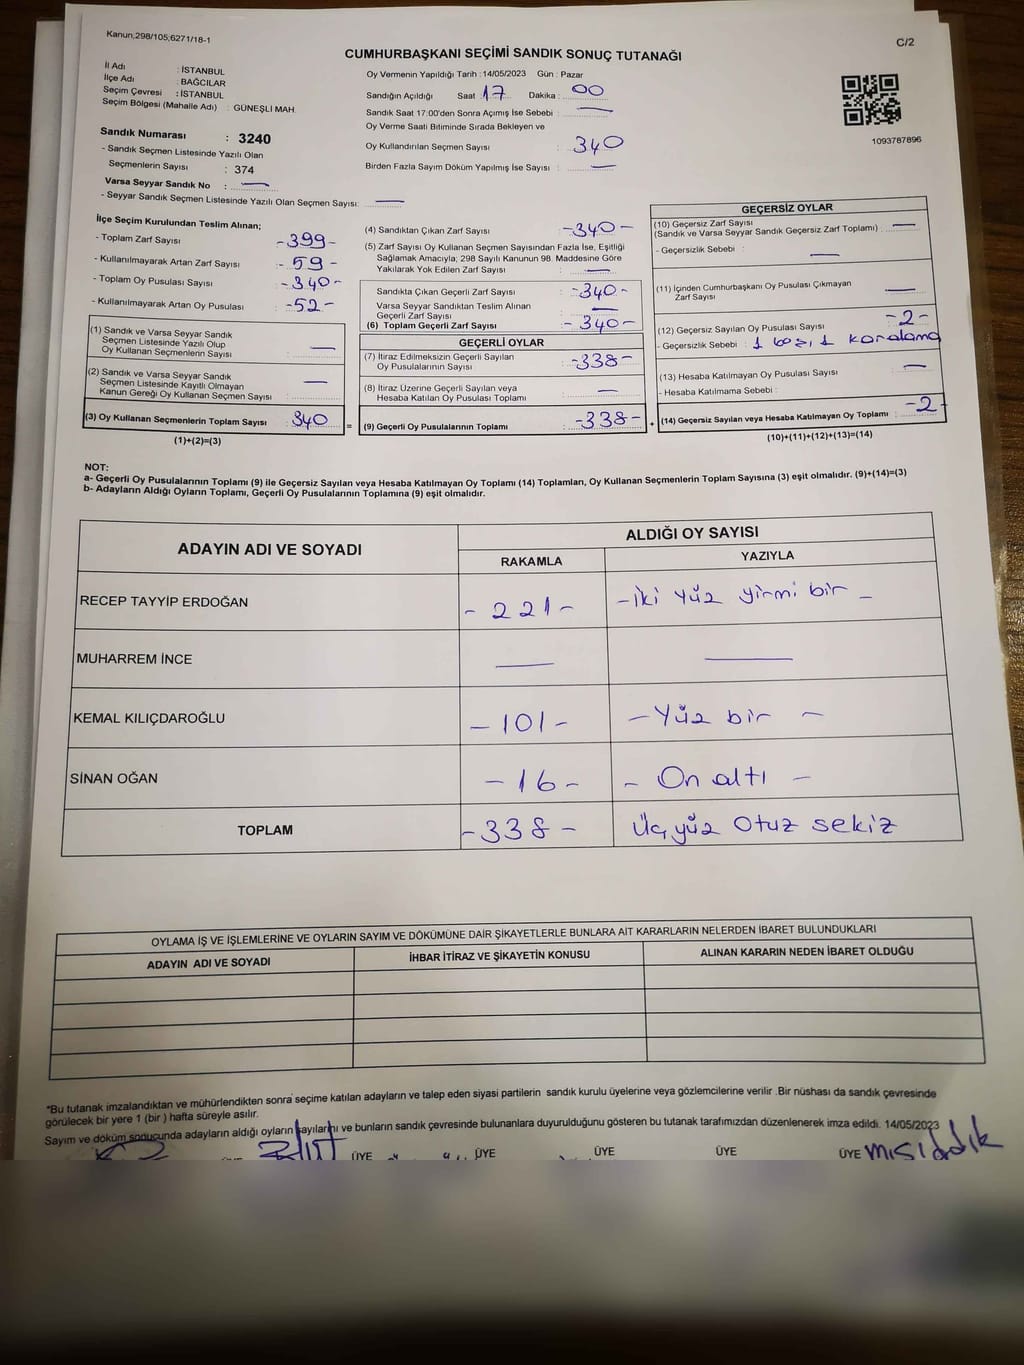 Kanun,298/105;6271/18-1
C/2
CUMHURBAŞKANI SEÇİMİ SANDIK SONUÇ TUTANAĞI
İl Adı : İSTANBUL
İlçe Adı : BAĞCILAR
Seçim Çevresi : İSTANBUL
Seçim Bölgesi (Mahalle Adı) : GÜNEŞLİ MAH.
Sandık Numarası : 3240
- Sandık Seçmen Listesinde Yazılı Olan
Seçmenlerin Sayısı : 374
Varsa Seyyar Sandık No : —
- Seyyar Sandık Seçmen Listesinde Yazılı Olan Seçmen Sayısı: —
Oy Vermenin Yapıldığı Tarih : 14/05/2023 Gün : Pazar
Sandığın Açıldığı Saat 17 Dakika : 00
Sandık Saat 17:00'den Sonra Açımış İse Sebebi : —
Oy Verme Saati Bitiminde Sırada Bekleyen ve
Oy Kullandırılan Seçmen Sayısı : 340
Birden Fazla Sayım Döküm Yapılmış İse Sayısı : —
1093787896
İlçe Seçim Kurulundan Teslim Alınan;
- Toplam Zarf Sayısı : -399-
- Kullanılmayarak Artan Zarf Sayısı : -59-
- Toplam Oy Pusulası Sayısı : -340-
- Kullanılmayarak Artan Oy Pusulası : -52-
(1) Sandık ve Varsa Seyyar Sandık
Seçmen Listesinde Yazılı Olup
Oy Kullanan Seçmenlerin Sayısı : —
(2) Sandık ve Varsa Seyyar Sandık
Seçmen Listesinde Kayıtlı Olmayan
Kanun Gereği Oy Kullanan Seçmen Sayısı : —
(3) Oy Kullanan Seçmenlerin Toplam Sayısı : 340
(1)+(2)=(3)
(4) Sandıktan Çıkan Zarf Sayısı : -340-
(5) Zarf Sayısı Oy Kullanan Seçmen Sayısından Fazla İse, Eşitliği
Sağlamak Amacıyla; 298 Sayılı Kanunun 98. Maddesine Göre
Yakılarak Yok Edilen Zarf Sayısı : —
Sandıkta Çıkan Geçerli Zarf Sayısı : -340-
Varsa Seyyar Sandıktan Teslim Alınan
Geçerli Zarf Sayısı : —
(6) Toplam Geçerli Zarf Sayısı : -340-
GEÇERLİ OYLAR
(7) İtiraz Edilmeksizin Geçerli Sayılan
Oy Pusulalarının Sayısı : -338-
(8) İtiraz Üzerine Geçerli Sayılan veya
Hesaba Katılan Oy Pusulası Toplamı : —
= (9) Geçerli Oy Pusulalarının Toplamı : -338-
GEÇERSİZ OYLAR
(10) Geçersiz Zarf Sayısı
(Sandık ve Varsa Seyyar Sandık Geçersiz Zarf Toplamı) : —
- Geçersizlik Sebebi : —
(11) İçinden Cumhurbaşkanı Oy Pusulası Çıkmayan
Zarf Sayısı : —
(12) Geçersiz Sayılan Oy Pusulası Sayısı : -2-
- Geçersizlik Sebebi : 1 boş, 1 karalama
(13) Hesaba Katılmayan Oy Pusulası Sayısı : —
- Hesaba Katılmama Sebebi :
+ (14) Geçersiz Sayılan veya Hesaba Katılmayan Oy Toplamı : -2-
(10)+(11)+(12)+(13)=(14)
NOT:
a- Geçerli Oy Pusulalarının Toplamı (9) ile Geçersiz Sayılan veya Hesaba Katılmayan Oy Toplamı (14) Toplamları, Oy Kullanan Seçmenlerin Toplam Sayısına (3) eşit olmalıdır. (9)+(14)=(3)
b- Adayların Aldığı Oyların Toplamı, Geçerli Oy Pusulalarının Toplamına (9) eşit olmalıdır.
ADAYIN ADI VE SOYADI
ALDIĞI OY SAYISI
RAKAMLA YAZIYLA
RECEP TAYYİP ERDOĞAN - 221 - - iki yüz yirmi bir -
MUHARREM İNCE — —
KEMAL KILIÇDAROĞLU - 101 - - Yüz bir -
SİNAN OĞAN - 16 - - On altı -
TOPLAM - 338 - Üçyüz Otuz sekiz
OYLAMA İŞ VE İŞLEMLERİNE VE OYLARIN SAYIM VE DÖKÜMÜNE DAİR ŞİKAYETLERLE BUNLARA AİT KARARLARIN NELERDEN İBARET BULUNDUKLARI
ADAYIN ADI VE SOYADI İHBAR İTİRAZ VE ŞİKAYETİN KONUSU ALINAN KARARIN NEDEN İBARET OLDUĞU
*Bu tutanak imzalandıktan ve mühürlendikten sonra seçime katılan adayların ve talep eden siyasi partilerin sandık kurulu üyelerine veya gözlemcilerine verilir .Bir nüshası da sandık çevresinde
görülecek bir yere 1 (bir ) hafta süreyle asılır.
Sayım ve döküm sonucunda adayların aldığı oyların sayılarını ve bunların sandık çevresinde bulunanlara duyurulduğunu gösteren bu tutanak tarafımızdan düzenlenerek imza edildi. 14/05/2023
ÜYE ÜYE ÜYE ÜYE ÜYE